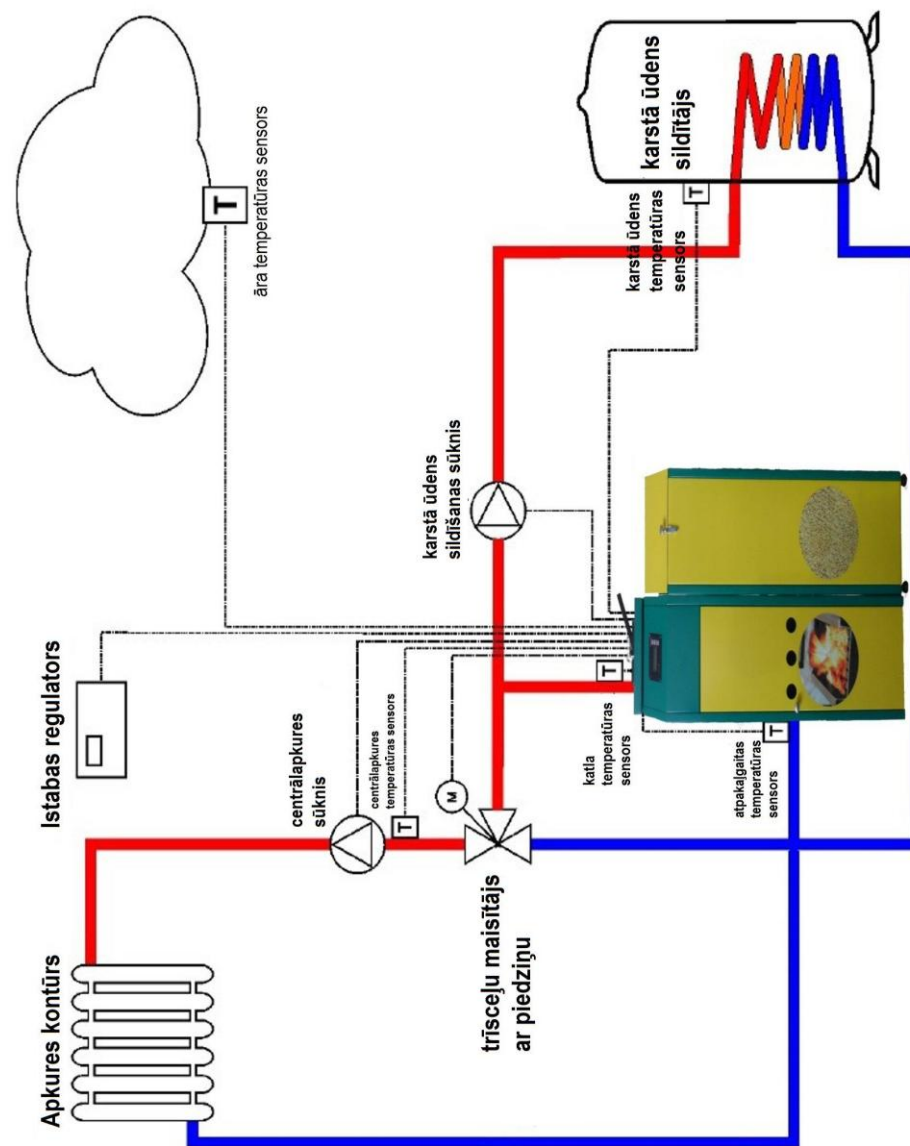 Apkures kontūrs
Istabas regulators
āra temperatūras sensors
T
centrālapkures
sūknis
centrālapkures
temperatūras sensors
T
M
trīsceļu maisītājs
ar piedziņu
karstā ūdens
sildīšanas sūknis
katla
temperatūras
sensors
T
atpakaļgaitas
temperatūras
sensors
T
karstā ūdens
temperatūras
sensors
T
karstā ūdens
sildītājs